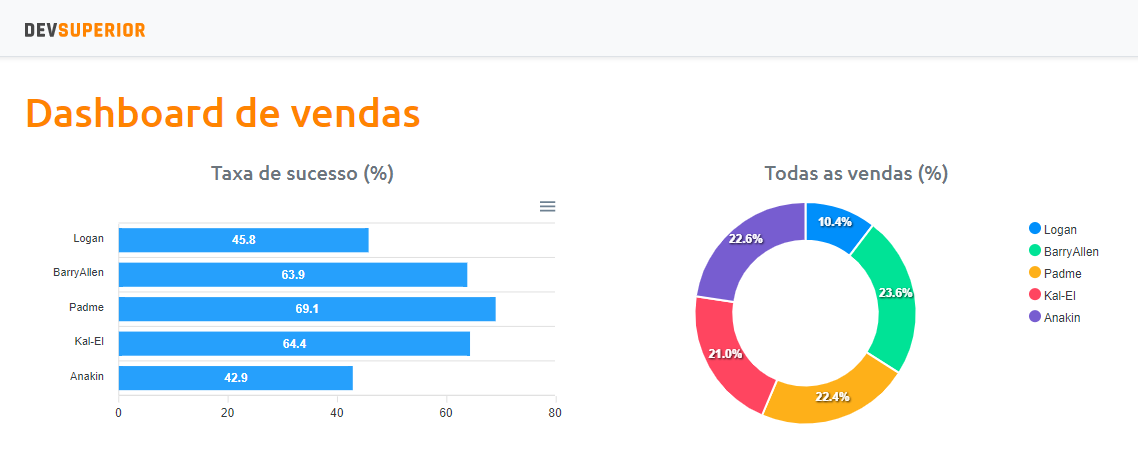 DEVSUPERIOR
Dashboard de vendas
Taxa de sucesso (%)
Logan 45.8
BarryAllen 63.9
Padme 69.1
Kal-El 64.4
Anakin 42.9
0 20 40 60 80
Todas as vendas (%)
10.4%
23.6%
22.4%
21.0%
22.6%
Logan
BarryAllen
Padme
Kal-El
Anakin